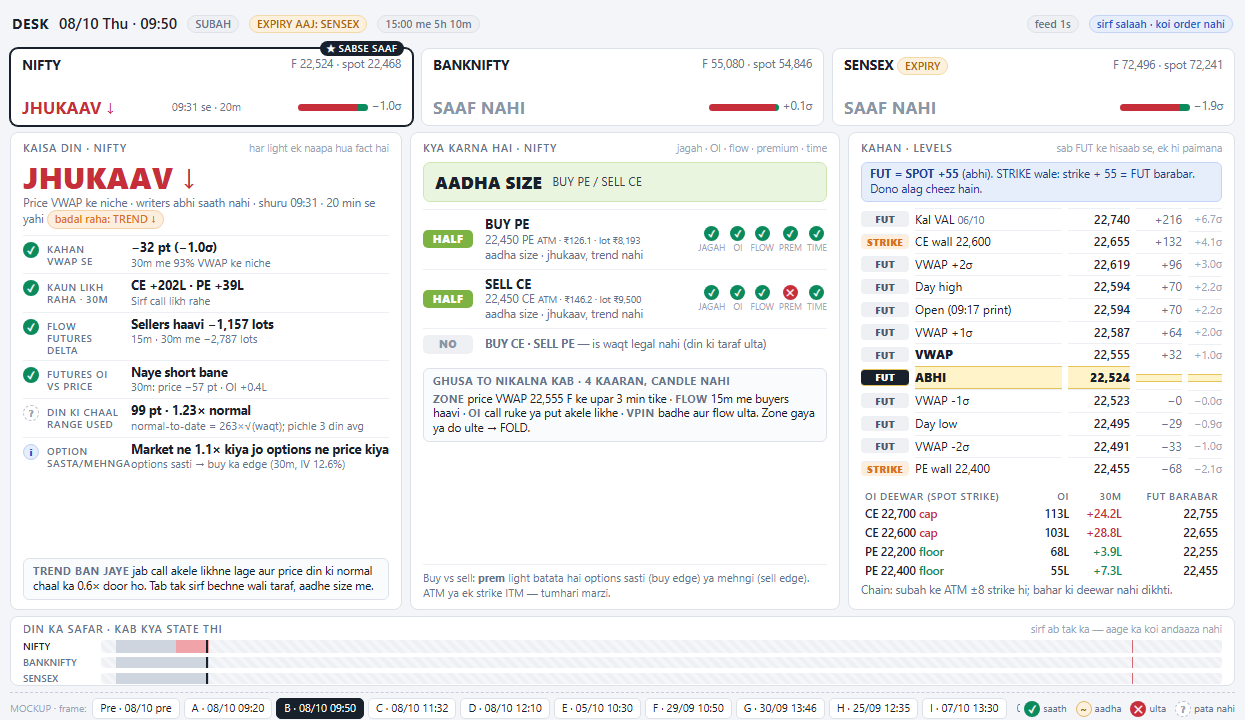 DESK 08/10 Thu · 09:50 SUBAH EXPIRY AAJ: SENSEX 15:00 me 5h 10m feed 1s sirf salaah · koi order nahi
★ SABSE SAAF
NIFTY F 22,524 · spot 22,468
JHUKAAV ↓ 09:31 se · 20m −1.0σ
BANKNIFTY F 55,080 · spot 54,846
SAAF NAHI +0.1σ
SENSEX EXPIRY F 72,496 · spot 72,241
SAAF NAHI −1.9σ
KAISA DIN · NIFTY har light ek naapa hua fact hai
JHUKAAV ↓
Price VWAP ke niche · writers abhi saath nahi · shuru 09:31 · 20 min se
yahi badal raha: TREND ↓
KAHAN VWAP SE
−32 pt (−1.0σ)
30m me 93% VWAP ke niche
KAUN LIKH RAHA · 30M
CE +202L · PE +39L
Sirf call likh rahe
FLOW FUTURES DELTA
Sellers haavi −1,157 lots
15m · 30m me −2,787 lots
FUTURES OI VS PRICE
Naye short bane
30m: price −57 pt · OI +0.4L
? DIN KI CHAAL RANGE USED
99 pt · 1.23× normal
normal-to-date = 263×√(waqt); pichle 3 din avg
i OPTION SASTA/MEHNGA
Market ne 1.1× kiya jo options ne price kiya
options sasti → buy ka edge (30m, IV 12.6%)
TREND BAN JAYE jab call akele likhne lage aur price din ki normal
chaal ka 0.6× door ho. Tab tak sirf bechne wali taraf, aadhe size me.
KYA KARNA HAI · NIFTY jagah · OI · flow · premium · time
AADHA SIZE BUY PE / SELL CE
HALF BUY PE
22,450 PE ATM · ₹126.1 · lot ₹8,193
aadha size · jhukaav, trend nahi
JAGAH OI FLOW PREM TIME
HALF SELL CE
22,450 CE ATM · ₹146.2 · lot ₹9,500
aadha size · jhukaav, trend nahi
JAGAH OI FLOW PREM TIME
NO BUY CE · SELL PE — is waqt legal nahi (din ki taraf ulta)
GHUSA TO NIKALNA KAB · 4 KAARAN, CANDLE NAHI
ZONE price VWAP 22,555 F ke upar 3 min tike · FLOW 15m me buyers
haavi · OI call ruke ya put akele likhe · VPIN badhe aur flow ulta. Zone gaya
ya do ulte → FOLD.
Buy vs sell: prem light batata hai options sasti (buy edge) ya mehngi (sell edge).
ATM ya ek strike ITM — tumhari marzi.
KAHAN · LEVELS sab FUT ke hisaab se, ek hi paimana
FUT = SPOT +55 (abhi). STRIKE wale: strike + 55 = FUT barabar.
Dono alag cheez hain.
FUT Kal VAL 06/10 22,740 +216 +6.7σ
STRIKE CE wall 22,600 22,655 +132 +4.1σ
FUT VWAP +2σ 22,619 +96 +3.0σ
FUT Day high 22,594 +70 +2.2σ
FUT Open (09:17 print) 22,594 +70 +2.2σ
FUT VWAP +1σ 22,587 +64 +2.0σ
FUT VWAP 22,555 +32 +1.0σ
FUT ABHI 22,524
FUT VWAP -1σ 22,523 −0 −0.0σ
FUT Day low 22,495 −29 −0.9σ
FUT VWAP -2σ 22,491 −33 −1.0σ
STRIKE PE wall 22,400 22,455 −68 −2.1σ
OI DEEWAR (SPOT STRIKE) OI 30M FUT BARABAR
CE 22,700 cap 113L +24.2L 22,755
CE 22,600 cap 103L +28.8L 22,655
PE 22,200 floor 68L +3.9L 22,255
PE 22,400 floor 55L +7.3L 22,455
Chain: subah ke ATM ±8 strike hi; bahar ki deewar nahi dikhti.
DIN KA SAFAR · KAB KYA STATE THI sirf ab tak ka — aage ka koi andaaza nahi
NIFTY
BANKNIFTY
SENSEX
MOCKUP · frame: Pre · 08/10 pre A · 08/10 09:20 B · 08/10 09:50 C · 08/10 11:32 D · 08/10 12:10 E · 05/10 10:30 F · 29/09 10:50 G · 30/09 13:46 H · 25/09 12:35 I · 07/10 13:30 saath ~ aadha ulta ? pata nahi